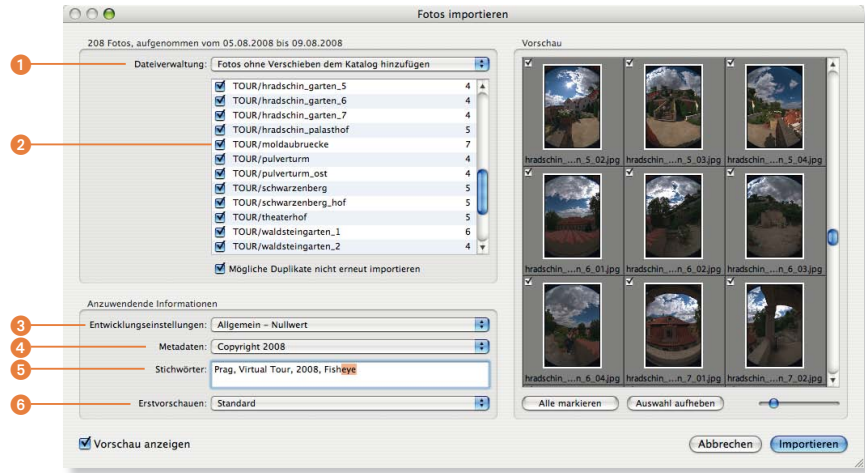 Fotos importieren
208 Fotos, aufgenommen vom 05.08.2008 bis 09.08.2008
1 Dateiverwaltung: Fotos ohne Verschieben dem Katalog hinzufügen
TOUR/hradschin_garten_5 4
TOUR/hradschin_garten_6 4
TOUR/hradschin_garten_7 4
TOUR/hradschin_palasthof 5
2 TOUR/moldaubruecke 7
TOUR/pulverturm 4
TOUR/pulverturm_ost 4
TOUR/schwarzenberg 5
TOUR/schwarzenberg_hof 5
TOUR/theaterhof 5
TOUR/waldsteingarten_1 6
TOUR/waldsteingarten_2 4
Mögliche Duplikate nicht erneut importieren
Anzuwendende Informationen
3 Entwicklungseinstellungen: Allgemein – Nullwert
4 Metadaten: Copyright 2008
5 Stichwörter: Prag, Virtual Tour, 2008, Fisheye
6 Erstvorschauen: Standard
Vorschau anzeigen
Vorschau
hradschin_...n_5_02.jpg hradschin_...n_5_03.jpg hradschin_...n_5_04.jpg
hradschin_...n_6_01.jpg hradschin_...n_6_02.jpg hradschin_...n_6_03.jpg
hradschin_...n_6_04.jpg hradschin_...n_7_01.jpg hradschin_...n_7_02.jpg
Alle markieren Auswahl aufheben
Abbrechen Importieren